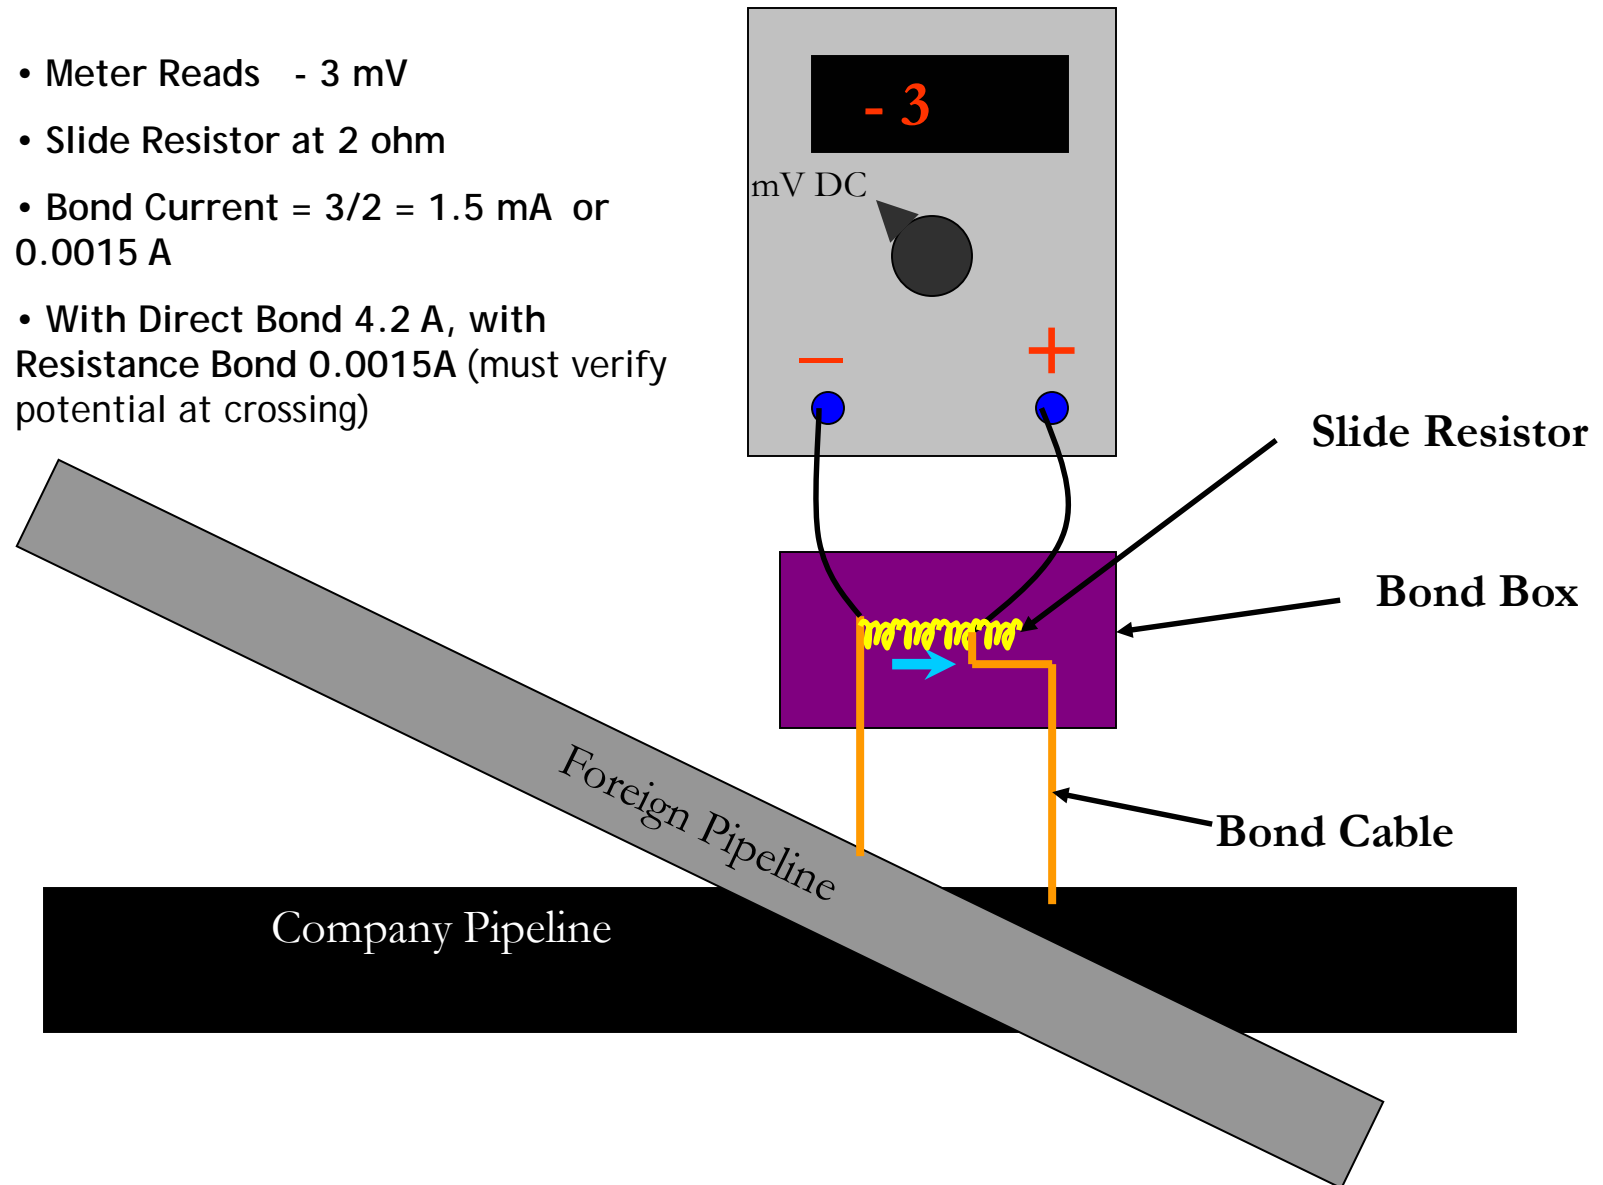 • Meter Reads - 3 mV
• Slide Resistor at 2 ohm
• Bond Current = 3/2 = 1.5 mA or
0.0015 A
• With Direct Bond 4.2 A, with
Resistance Bond 0.0015A (must verify
potential at crossing)
- 3
mV DC
– +
Slide Resistor
Bond Box
Bond Cable
Foreign Pipeline
Company Pipeline